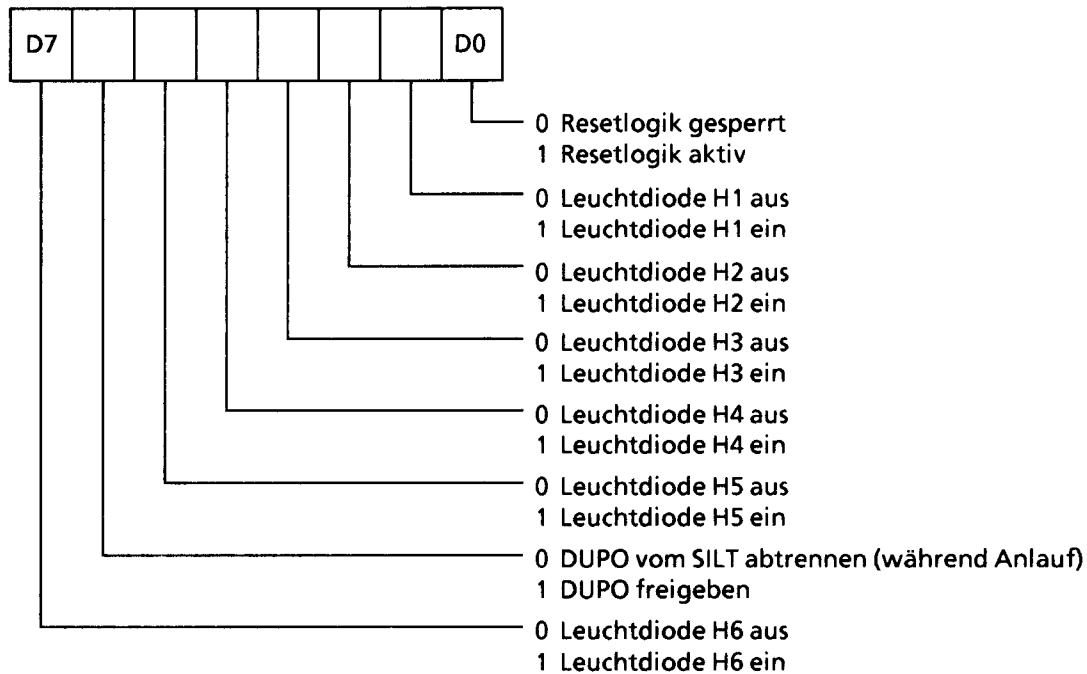 D7 D0
0 Resetlogik gesperrt
1 Resetlogik aktiv
0 Leuchtdiode H1 aus
1 Leuchtdiode H1 ein
0 Leuchtdiode H2 aus
1 Leuchtdiode H2 ein
0 Leuchtdiode H3 aus
1 Leuchtdiode H3 ein
0 Leuchtdiode H4 aus
1 Leuchtdiode H4 ein
0 Leuchtdiode H5 aus
1 Leuchtdiode H5 ein
0 DUPO vom SILT abtrennen (während Anlauf)
1 DUPO freigeben
0 Leuchtdiode H6 aus
1 Leuchtdiode H6 ein